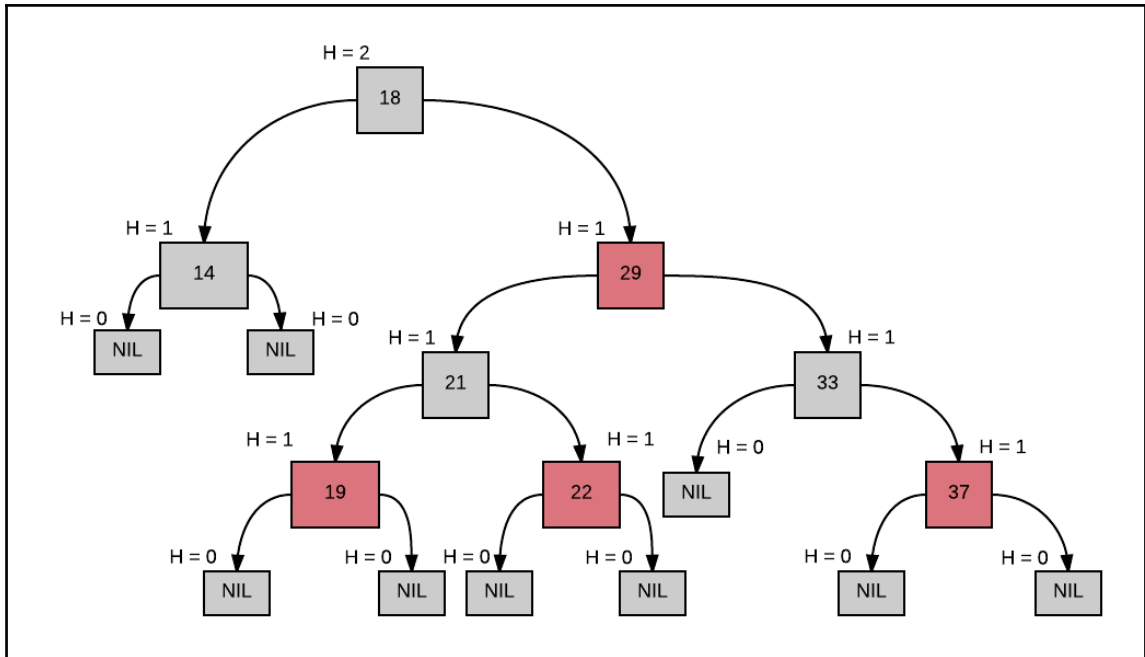 H = 2
18
H = 1
H = 1
14
29
H = 0
H = 0
NIL
NIL
H = 1
H = 1
21
33
H = 1
H = 1
H = 0
H = 1
19
22
NIL
37
H = 0
H = 0
H = 0
H = 0
H = 0
H = 0
NIL
NIL
NIL
NIL
NIL
NIL